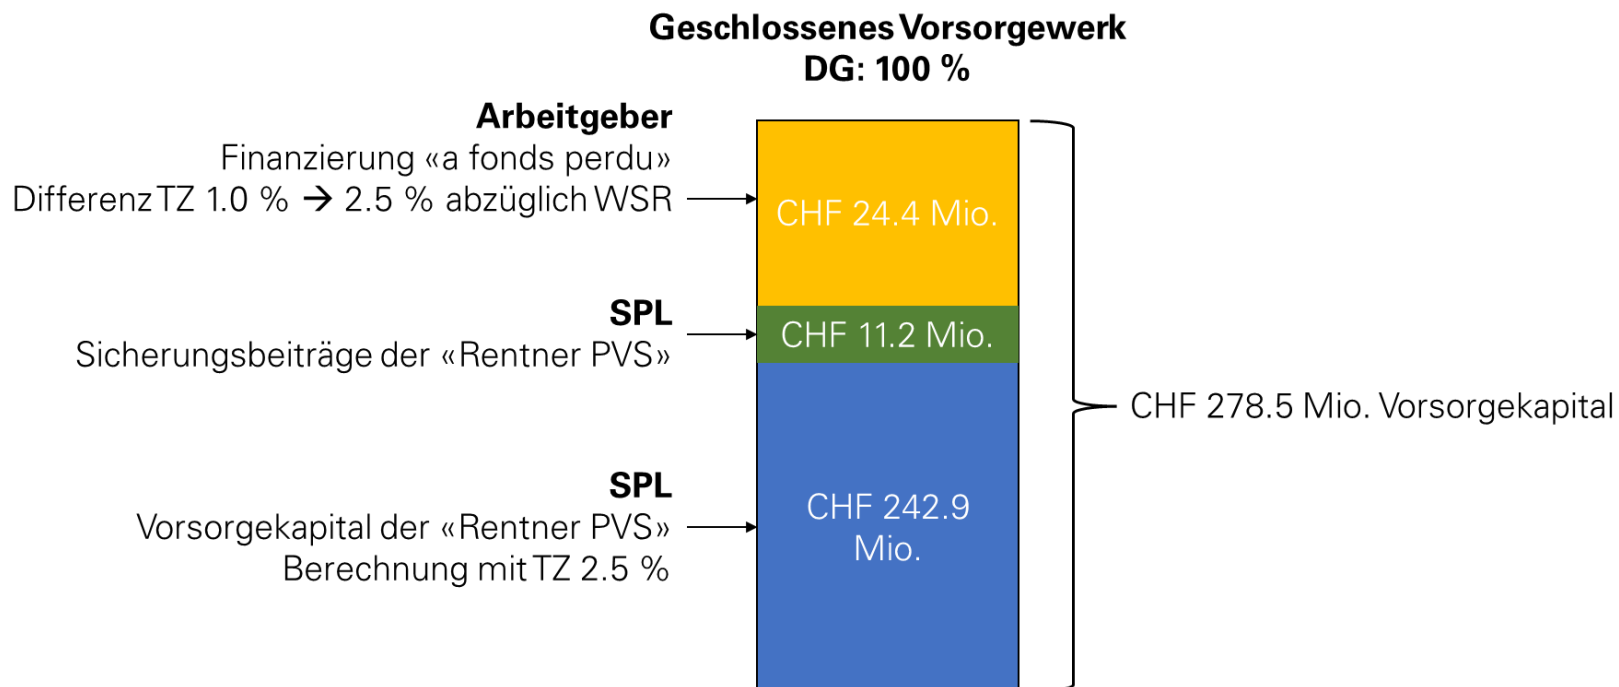 Geschlossenes Vorsorgewerk
DG: 100 %
Arbeitgeber
Finanzierung «a fonds perdu»
Differenz TZ 1.0 % → 2.5 % abzüglich WSR
CHF 24.4 Mio.
SPL
Sicherungsbeiträge der «Rentner PVS»
CHF 11.2 Mio.
CHF 278.5 Mio. Vorsorgekapital
SPL
Vorsorgekapital der «Rentner PVS»
Berechnung mit TZ 2.5 %
CHF 242.9
Mio.